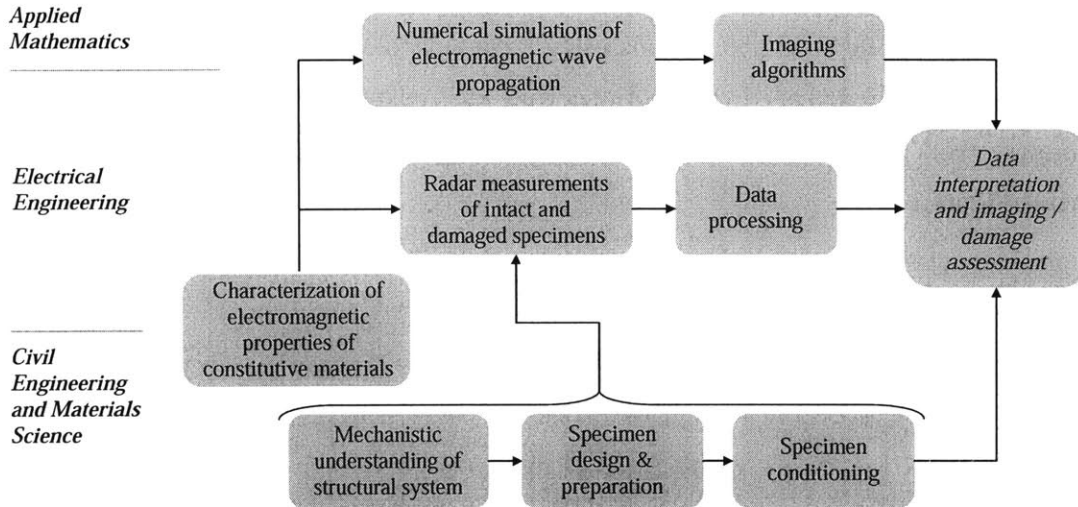 Applied
Mathematics
Numerical simulations of
electromagnetic wave
propagation
Imaging
algorithms
Electrical
Engineering
Radar measurements
of intact and
damaged specimens
Data
processing
Data
interpretation
and imaging /
damage
assessment
Characterization of
electromagnetic
properties of
constitutive materials
Civil
Engineering
and Materials
Science
Mechanistic
understanding of
structural system
Specimen
design &
preparation
Specimen
conditioning